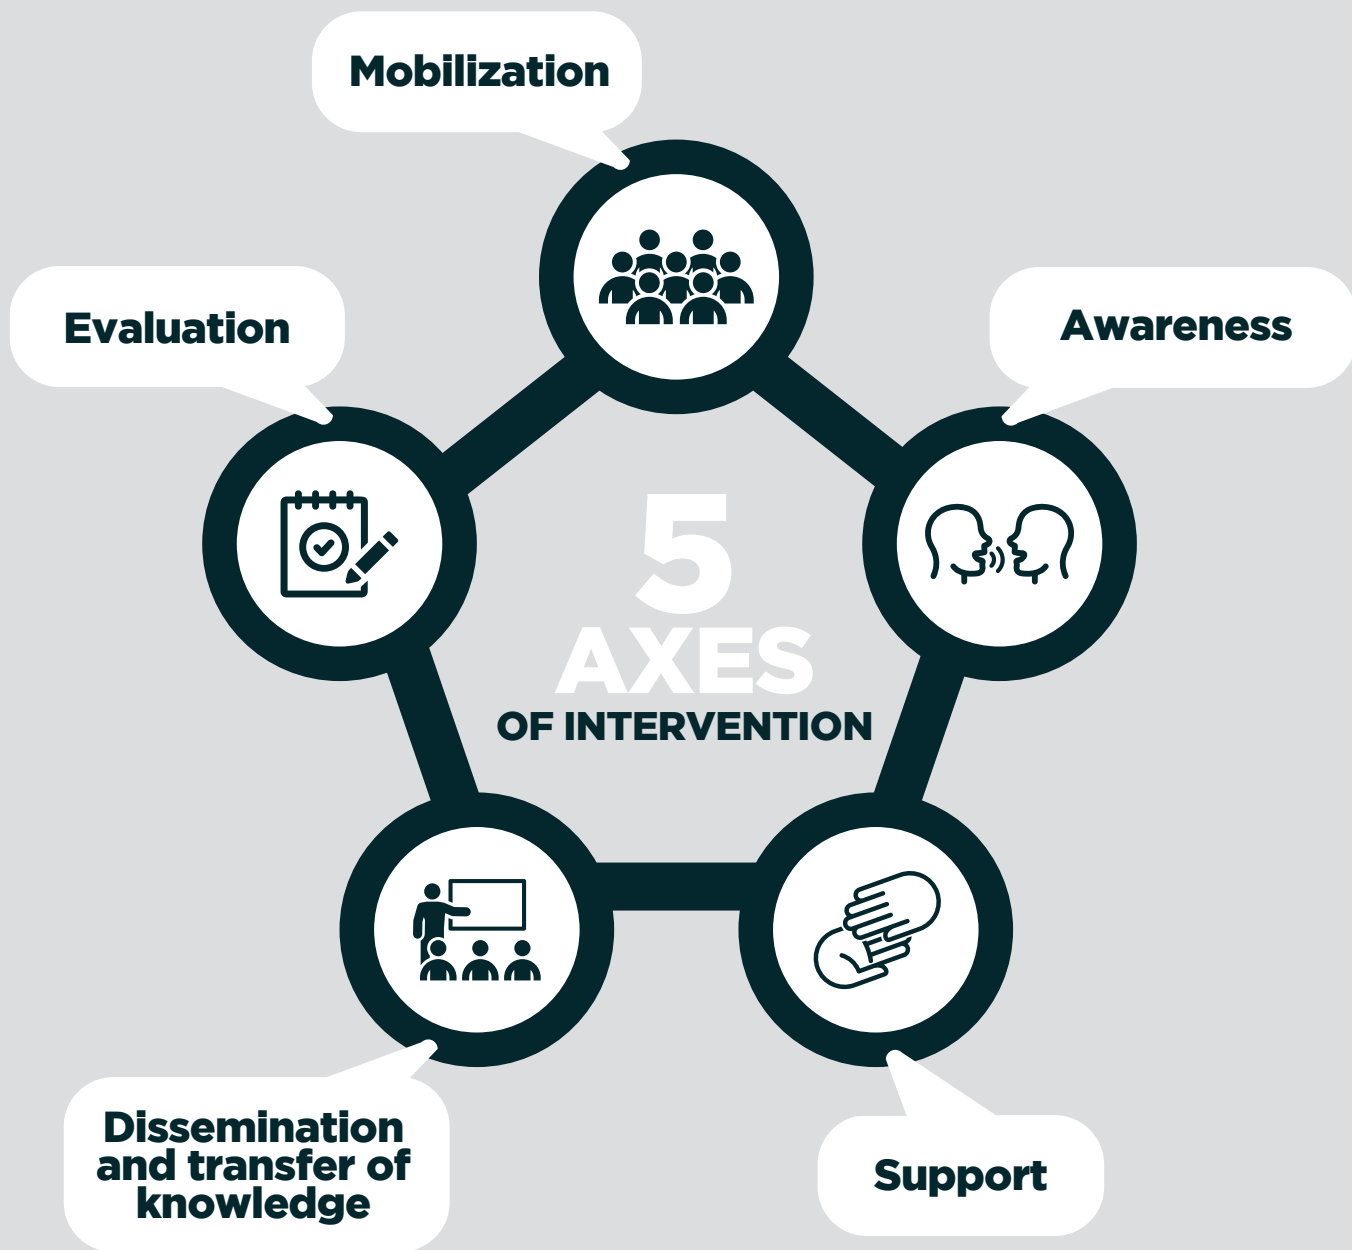 Mobilization
Evaluation
Awareness
5
AXES
OF INTERVENTION
Dissemination
and transfer of
knowledge
Support